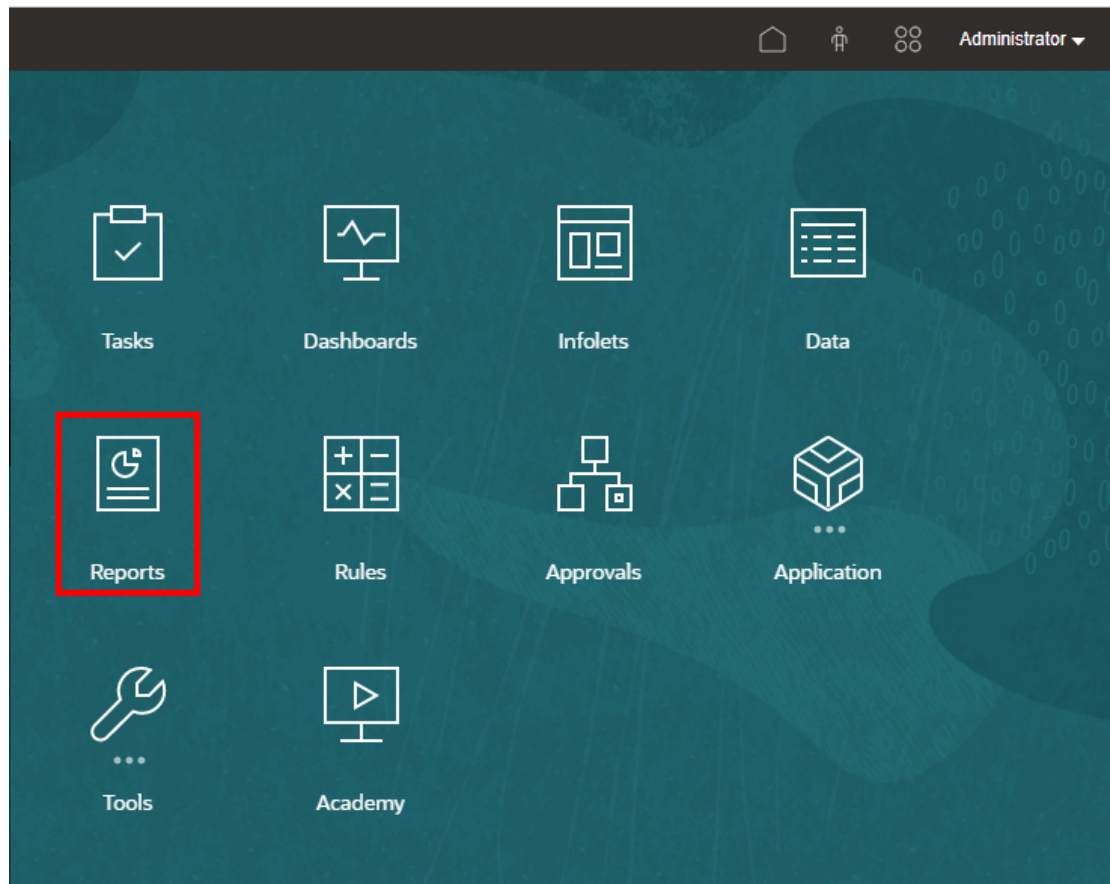 Administrator
Tasks
Dashboards
Infolets
Data
Reports
Rules
Approvals
Application
Tools
Academy